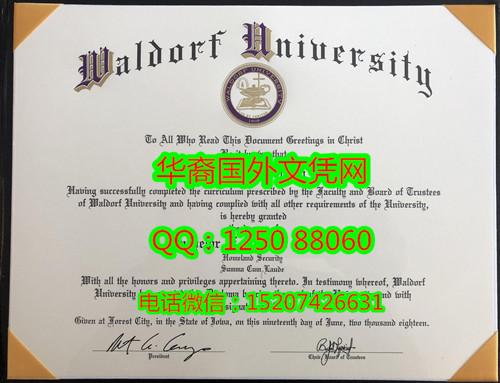 Waldorf University
WALDORF UNIVERSITY
To All Who Read This Document Greetings in Christ
华裔国外文凭网
Having successfully completed the curriculum prescribed by the Faculty and Board of Trustees
of Waldorf University and having complied with all other requirements of the University,
is hereby granted
QQ：1250 88060
Homeland Security
Summa Cum Laude
With all the honors and privileges appertaining thereto. In testimony whereof, Waldorf
University
and with
电话微信：15207426631
Given at Forest City, in the State of Iowa, on this nineteenth day of June, two thousand eighteen.
President
Chair Board of Trustees